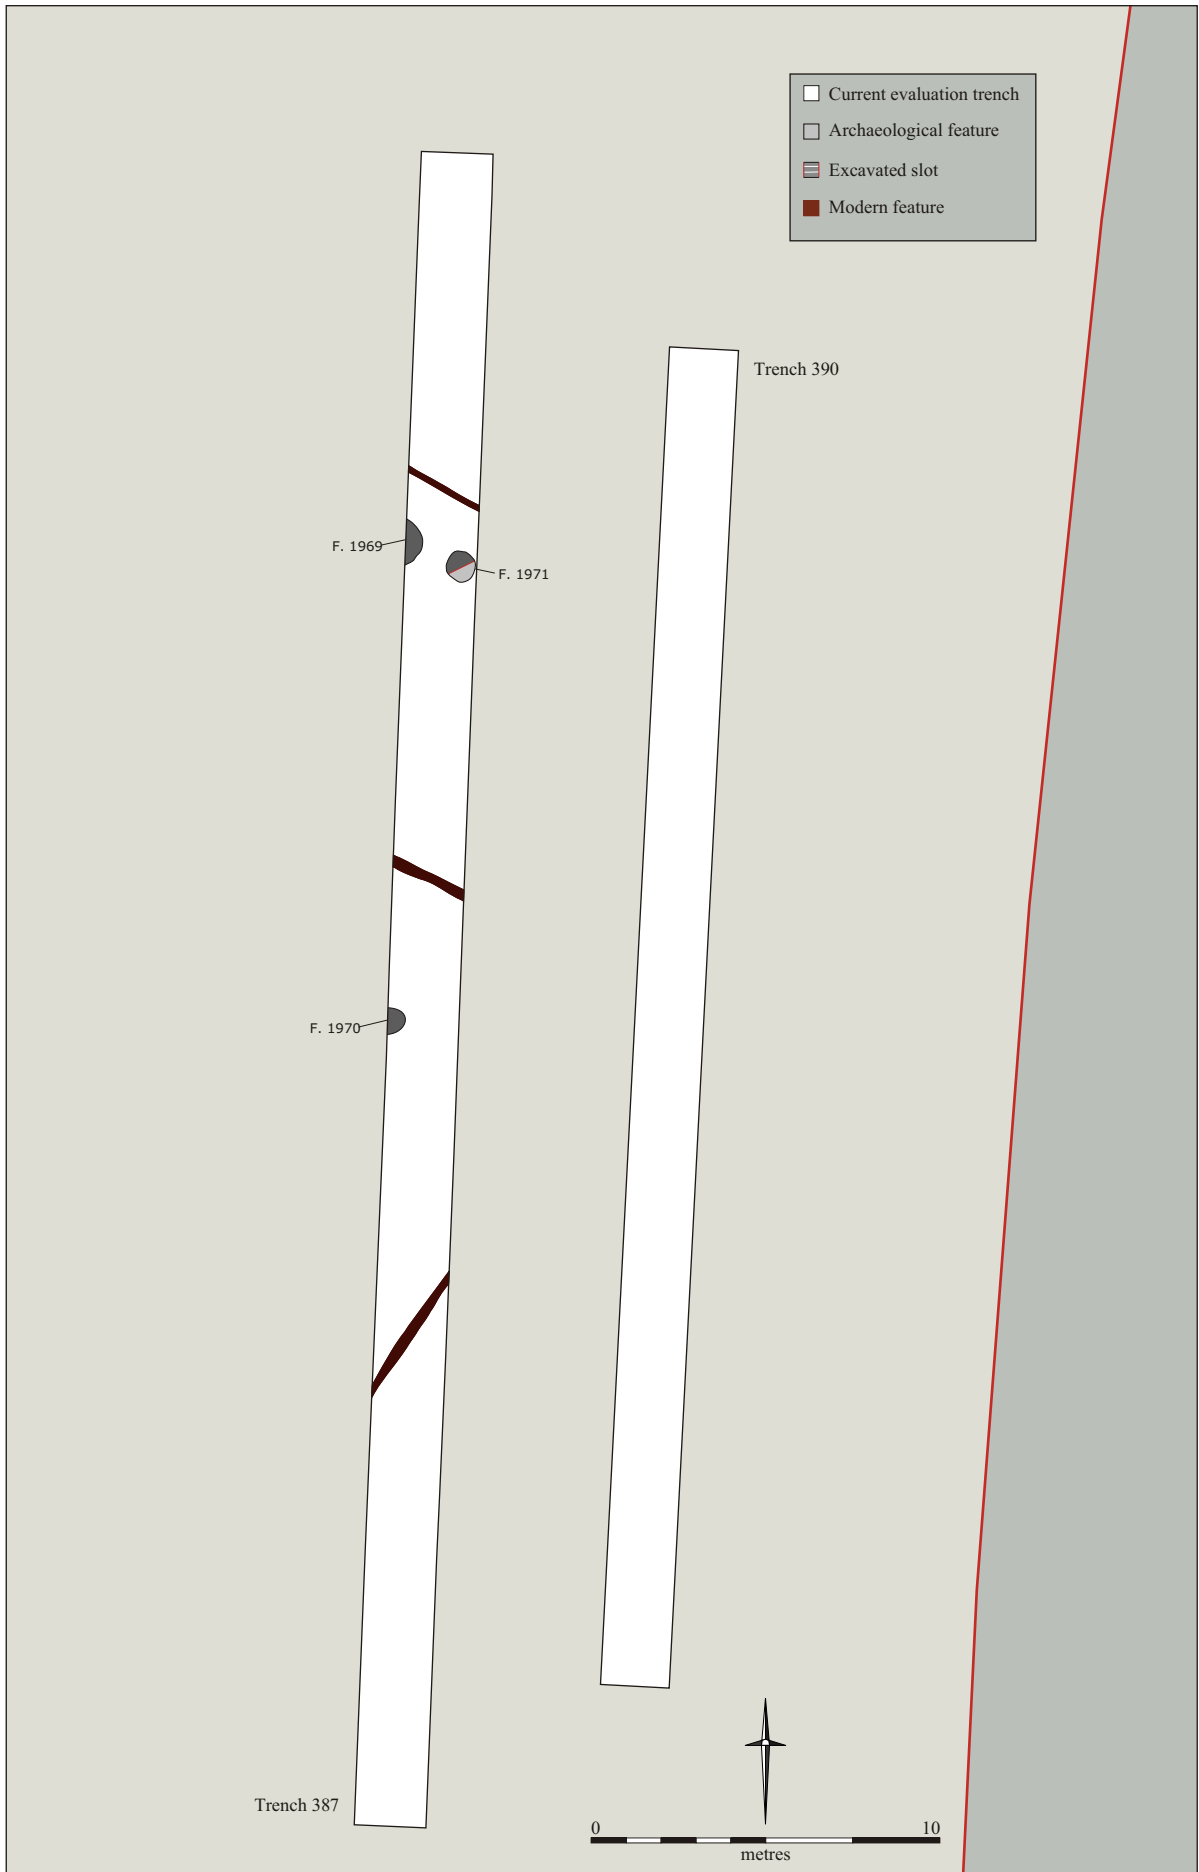 Current evaluation trench
Archaeological feature
Excavated slot
Modern feature
Trench 390
F. 1969
F. 1971
F. 1970
Trench 387
0 10
metres